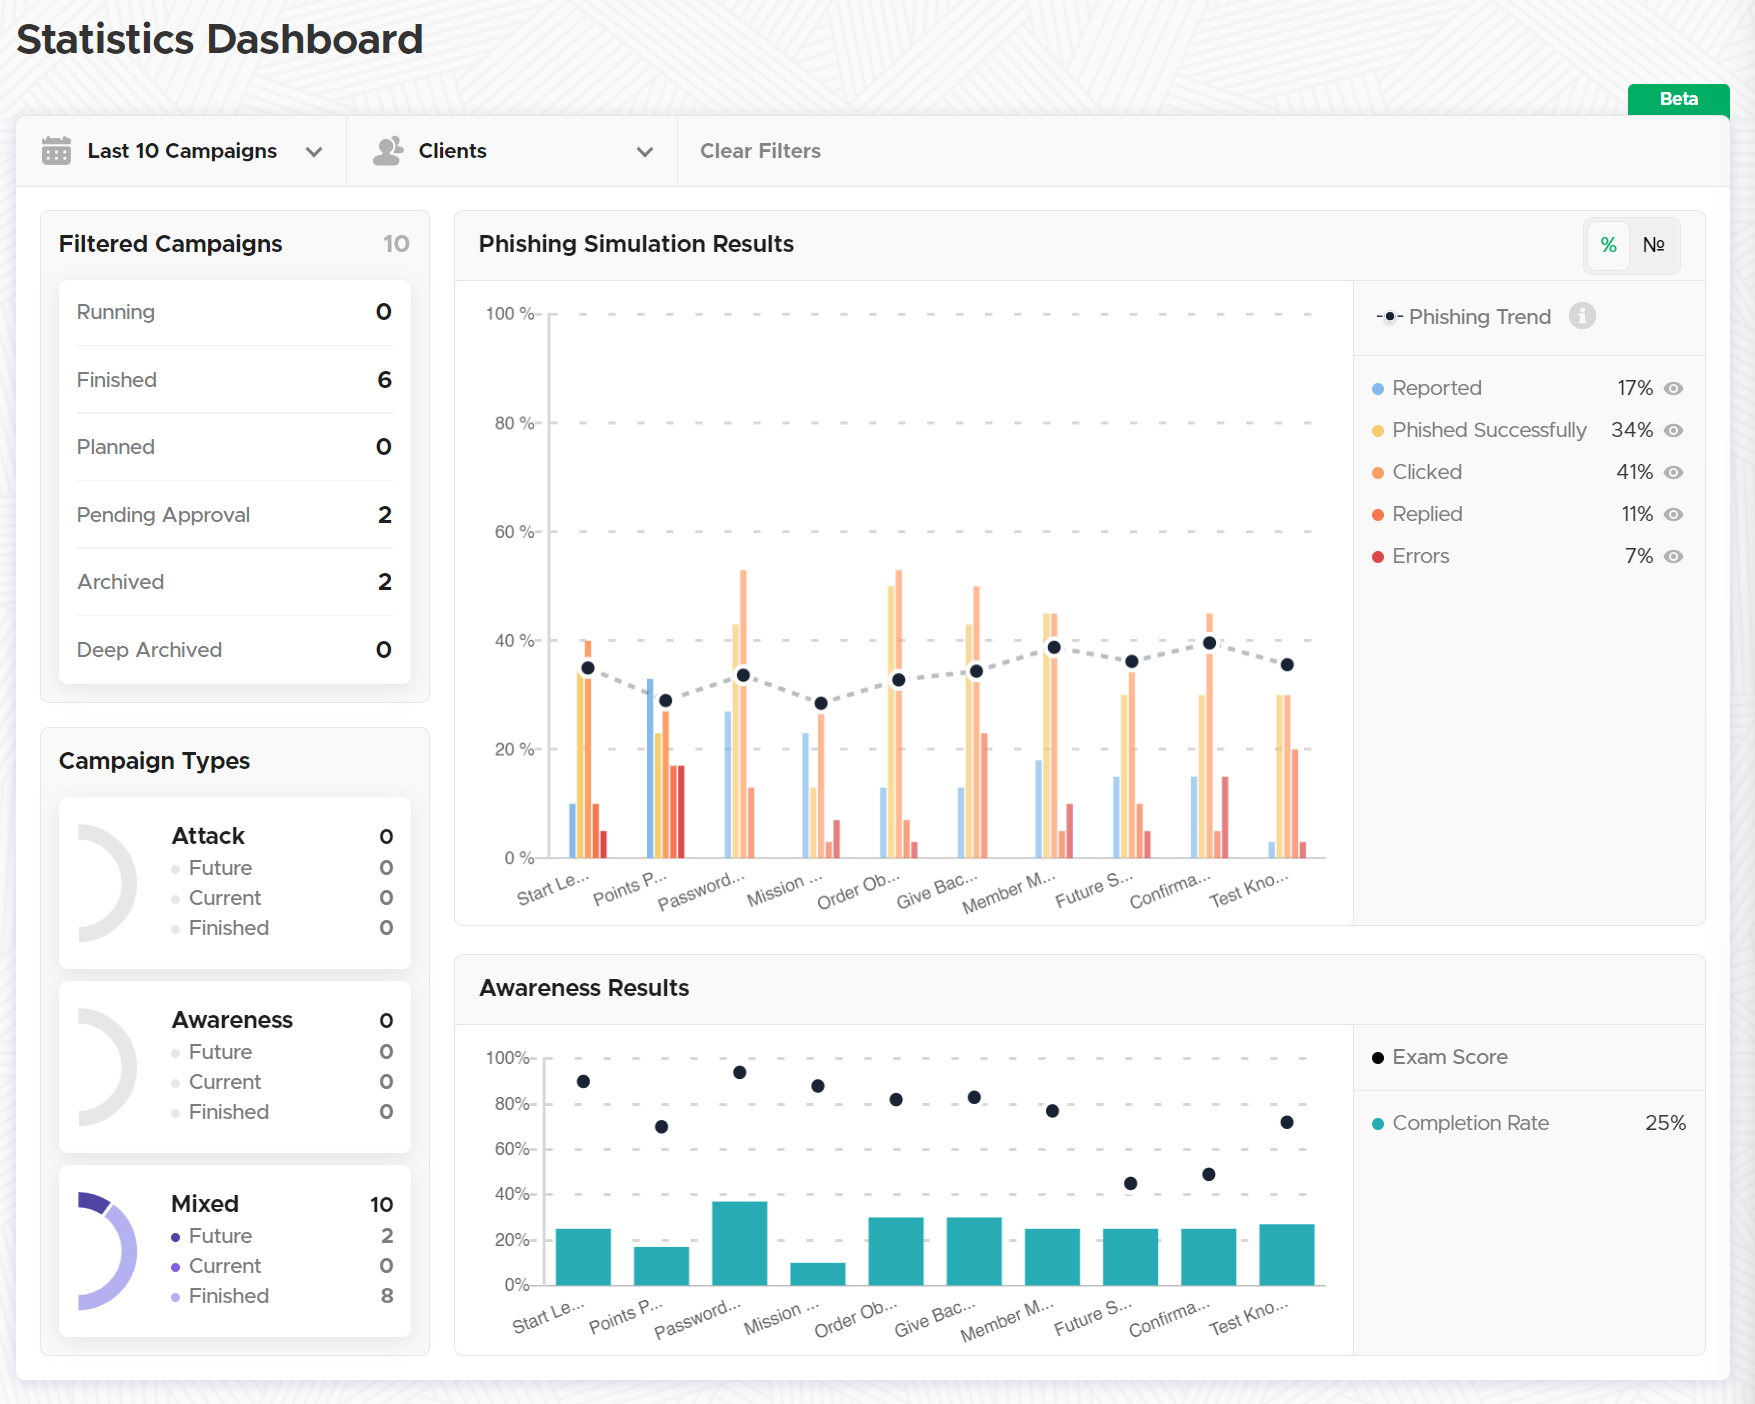 Statistics Dashboard
Beta
Last 10 Campaigns
Clients
Clear Filters
Filtered Campaigns 10
Running 0
Finished 6
Planned 0
Pending Approval 2
Archived 2
Deep Archived 0
Campaign Types
Attack 0
Future 0
Current 0
Finished 0
Awareness 0
Future 0
Current 0
Finished 0
Mixed 10
Future 2
Current 0
Finished 8
Phishing Simulation Results
% №
100 %
80 %
60 %
40 %
20 %
0 %
Start Le... Points P... Password... Mission ... Order Ob... Give Bac... Member M... Future S... Confirma... Test Kno...
Phishing Trend
Reported 17%
Phished Successfully 34%
Clicked 41%
Replied 11%
Errors 7%
Awareness Results
100%
80%
60%
40%
20%
0%
Start Le... Points P... Password... Mission ... Order Ob... Give Bac... Member M... Future S... Confirma... Test Kno...
Exam Score
Completion Rate 25%